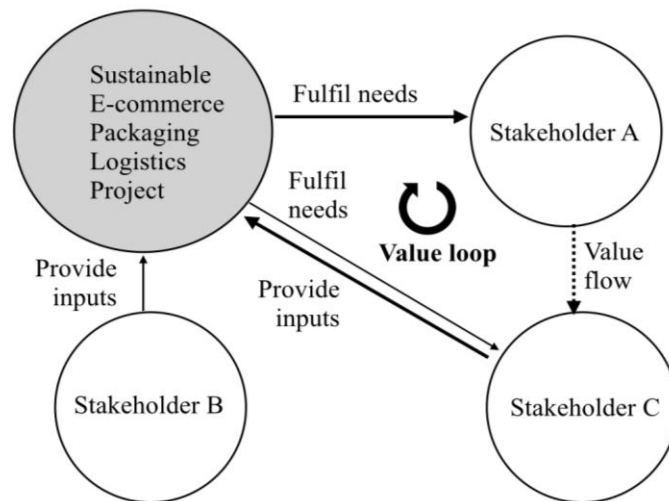 Sustainable
E-commerce
Packaging
Logistics
Project
Fulfil needs
Stakeholder A
Fulfil
needs
Value loop
Value
flow
Provide
inputs
Provide
inputs
Stakeholder B
Stakeholder C